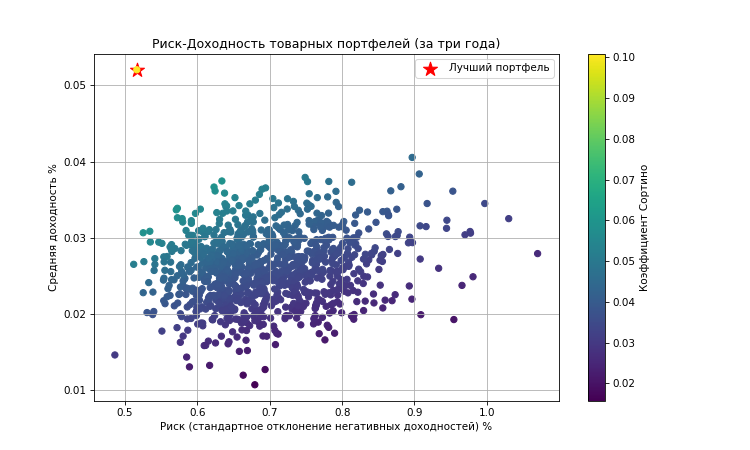 Риск-Доходность товарных портфелей (за три года)
Лучший портфель
0.05
0.04
0.03
0.02
0.01
Средняя доходность %
0.5 0.6 0.7 0.8 0.9 1.0
Риск (стандартное отклонение негативных доходностей) %
0.10
0.09
0.08
0.07
0.06
0.05
0.04
0.03
0.02
Коэффициент Сортино